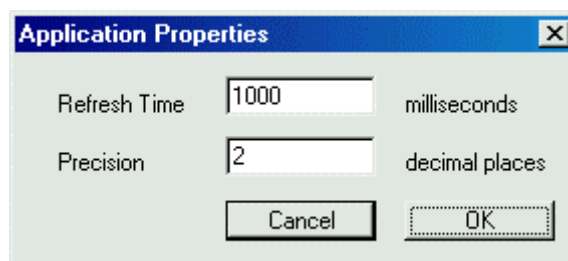 Application Properties
Refresh Time 1000 milliseconds
Precision 2 decimal places
Cancel OK